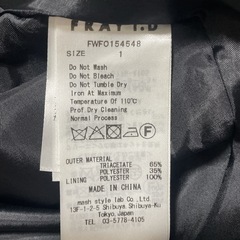 FRAY I.D
FWFO154548
SIZE 1
Do Not Wash
Do Not Bleach
Do Not Tumble Dry
Iron At Maximum
Temperature Of 110°C
Prof.Dry Cleaning
Normal Process
OUTER MATERIAL
TRIACETATE 65%
POLYESTER 35%
LINING POLYESTER 100%
MADE IN CHINA
mash style lab Co.,Ltd
13F-1-2-5 Shibuya Shibuya-Ku
Tokyo,Japan
TEL 03-5778-4105